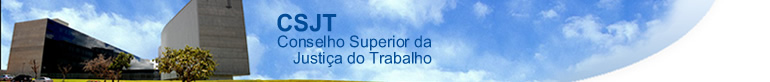 CSJT
Conselho Superior da
Justiça do Trabalho